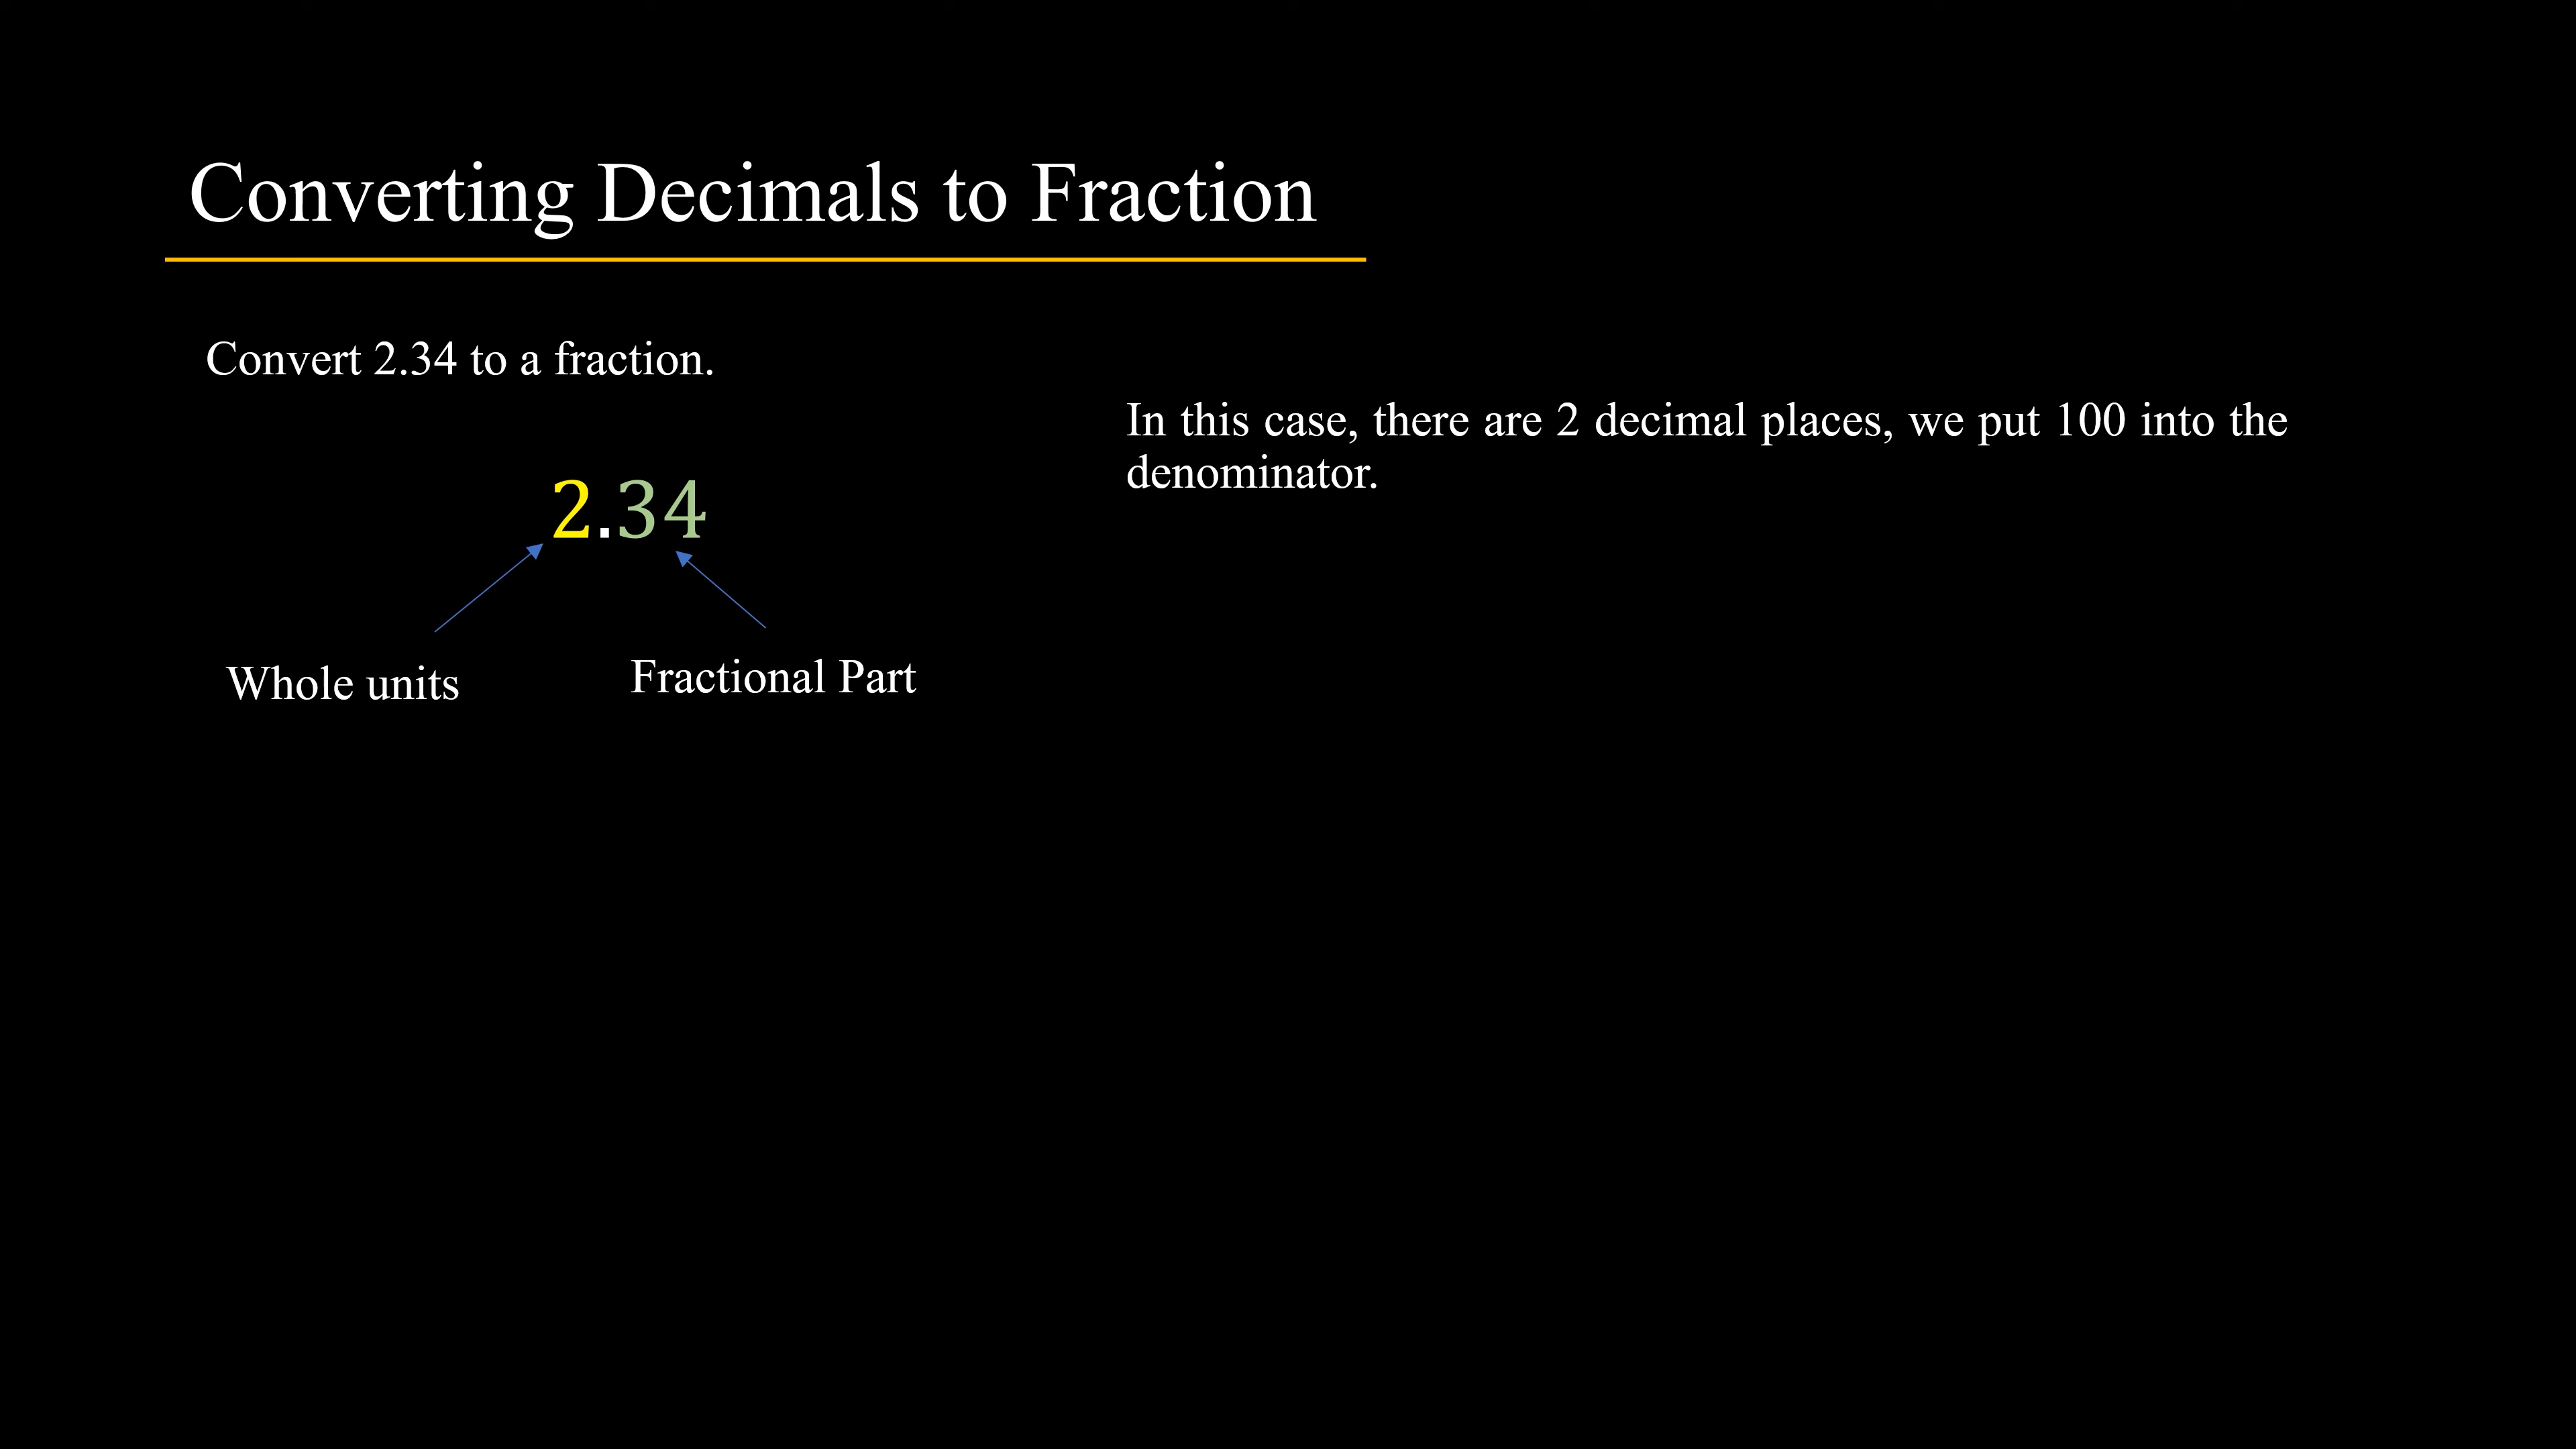 Converting Decimals to Fraction
Convert 2.34 to a fraction.
In this case, there are 2 decimal places, we put 100 into the
denominator.
2.34
Whole units
Fractional Part